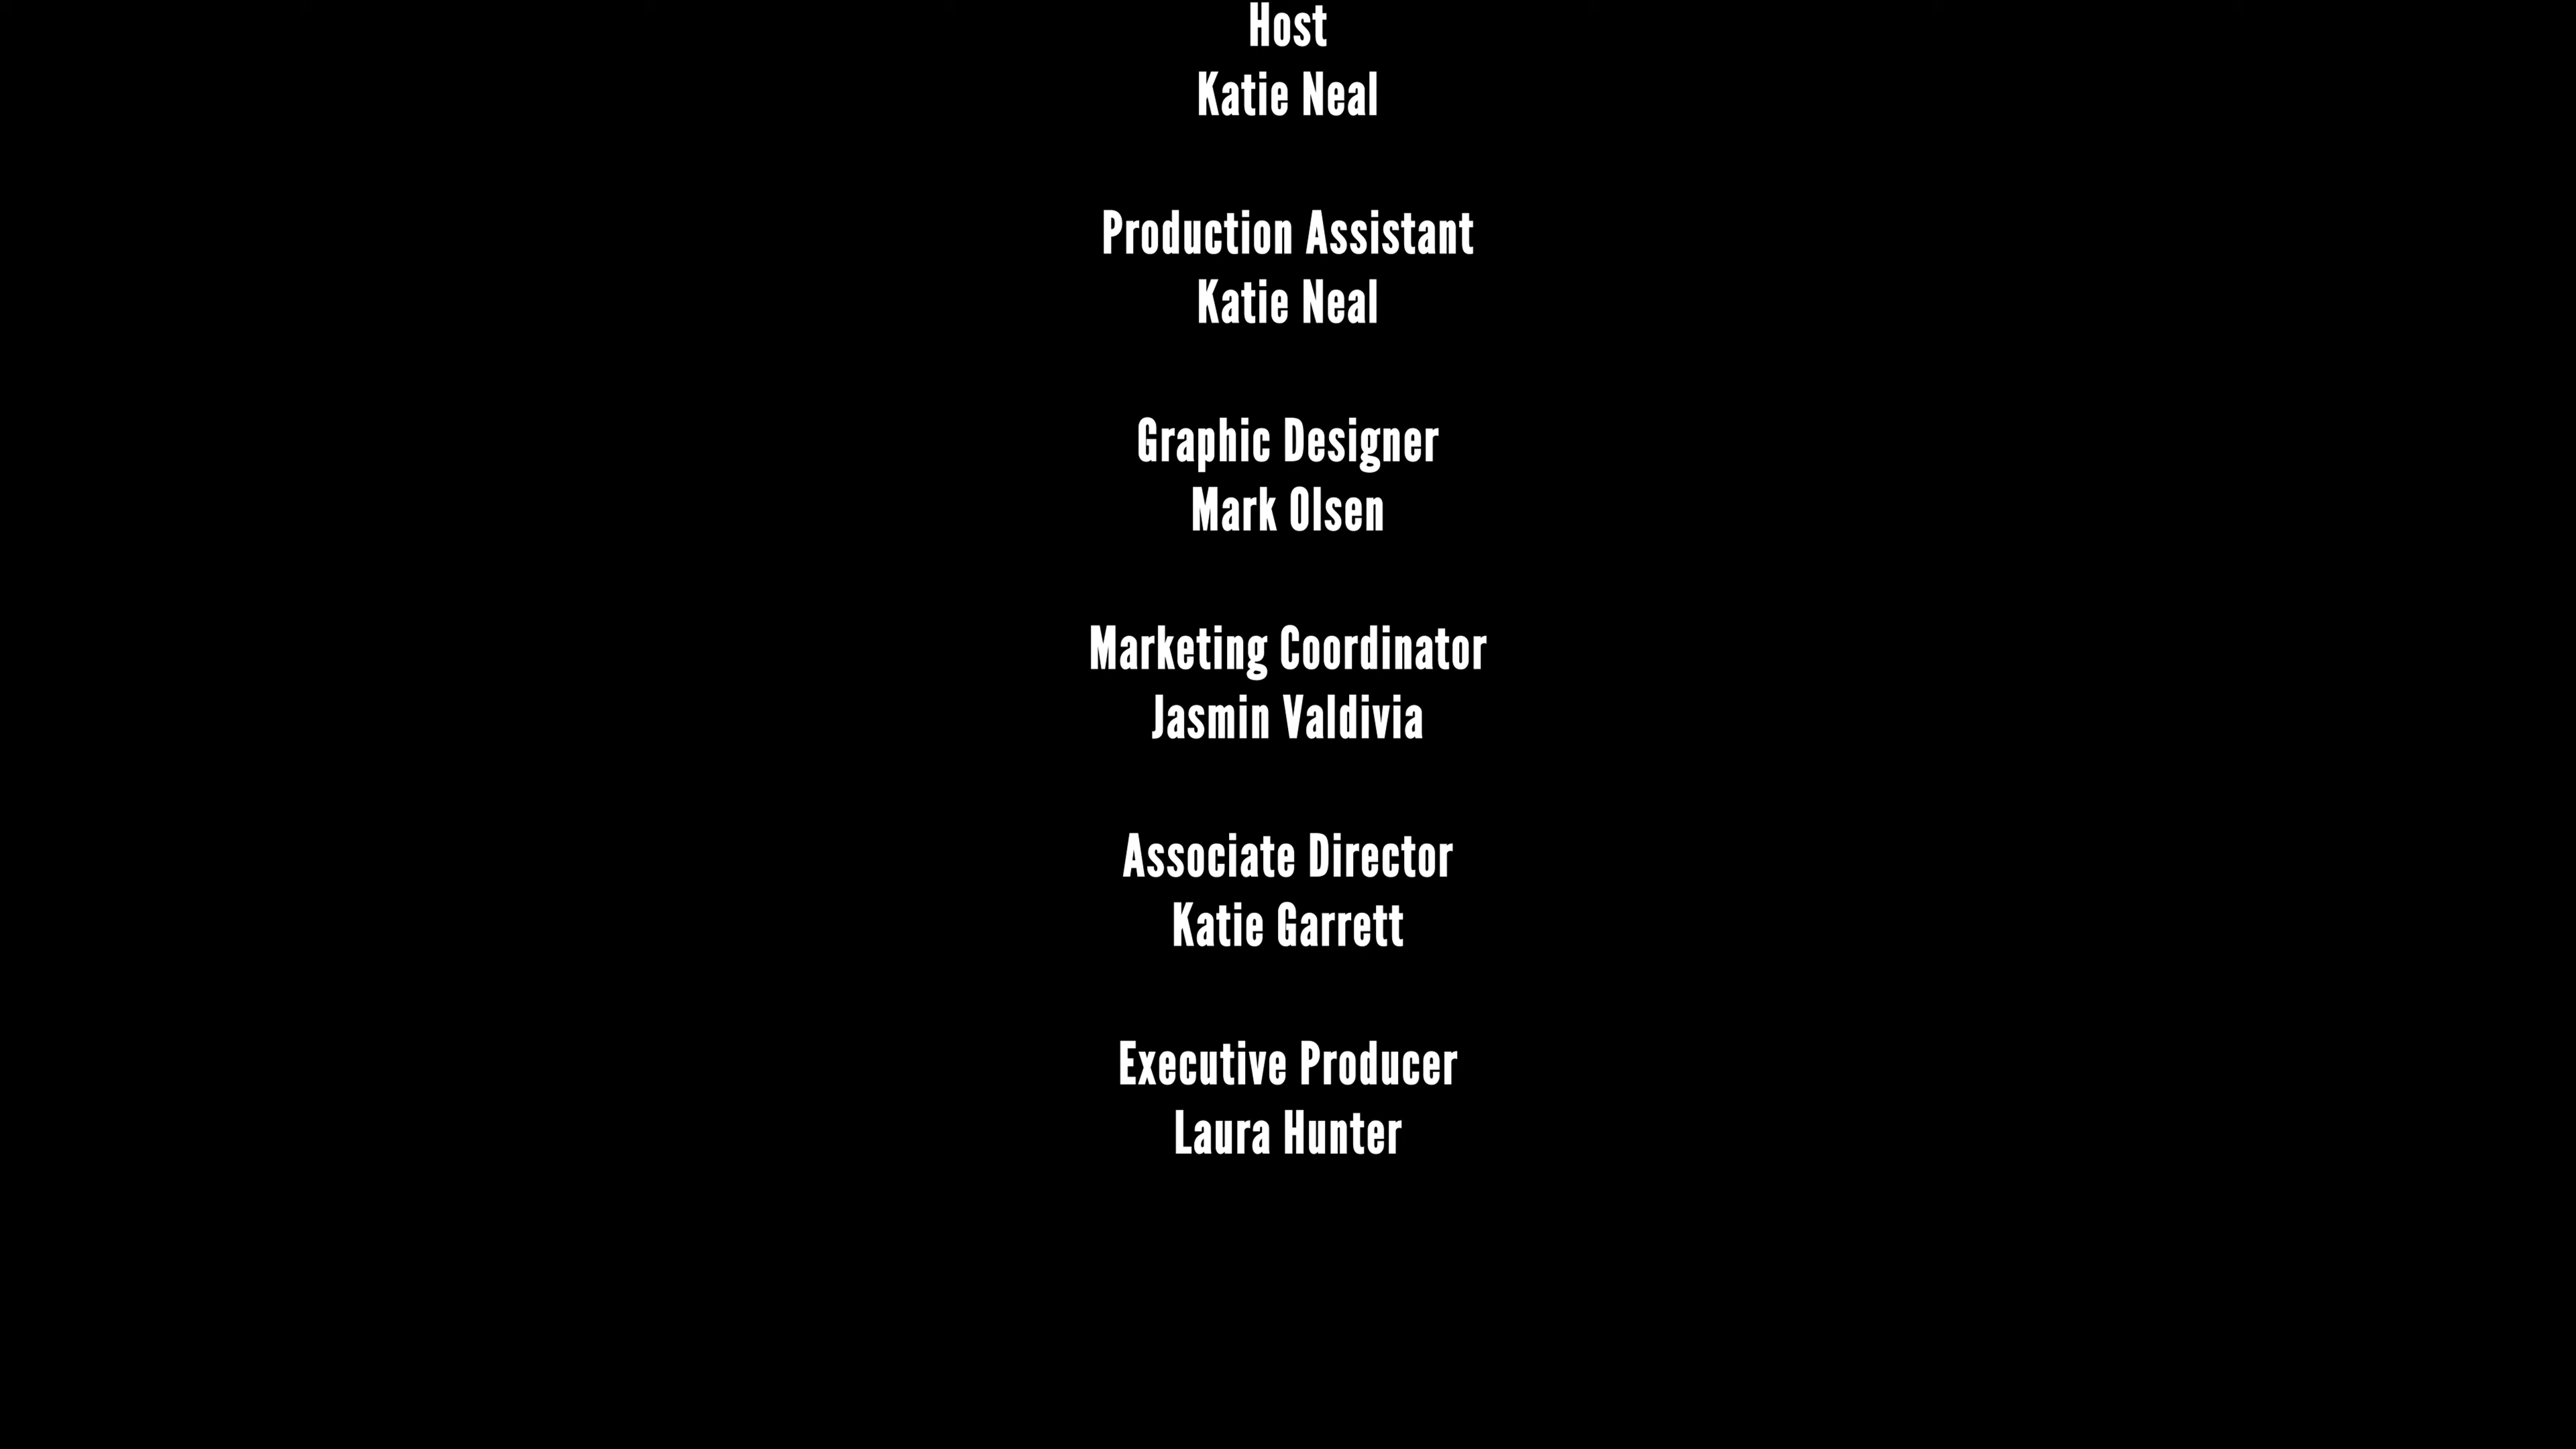 Host
Katie Neal
Production Assistant
Katie Neal
Graphic Designer
Mark Olsen
Marketing Coordinator
Jasmin Valdivia
Associate Director
Katie Garrett
Executive Producer
Laura Hunter